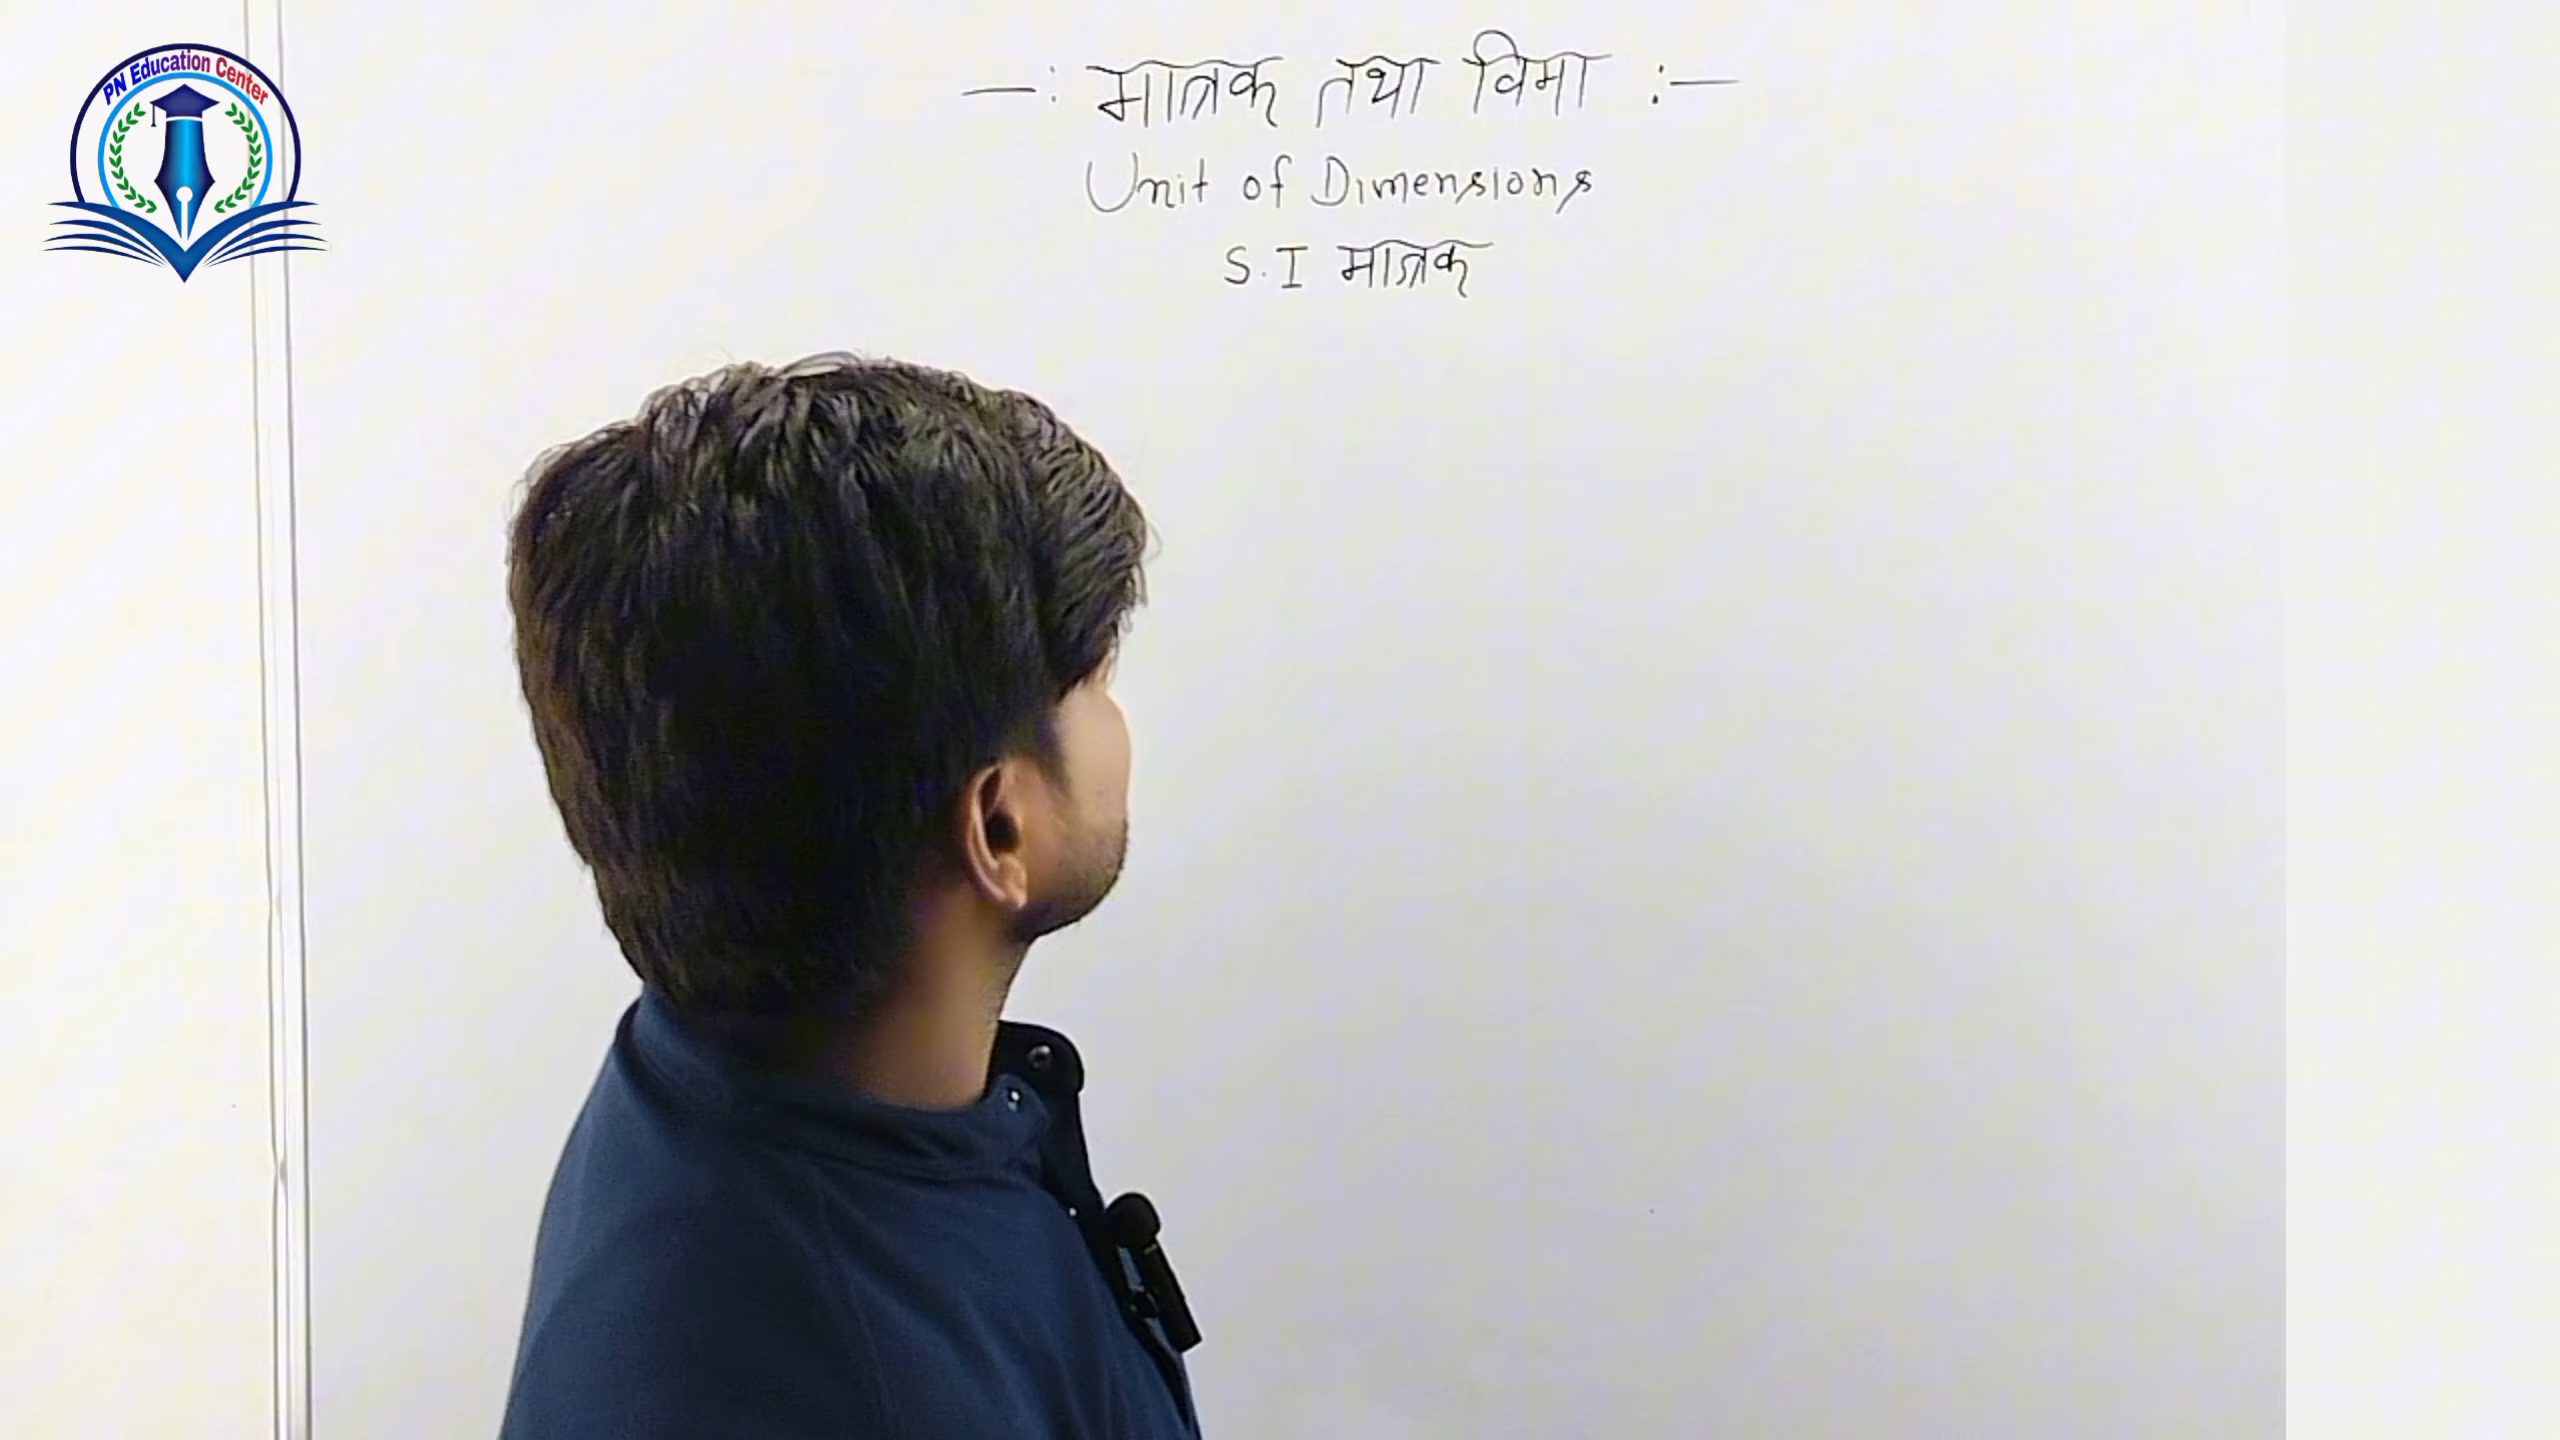 PN Education Center
—: मात्रक तथा विमा :—
Unit of Dimensions
S.I मात्रक